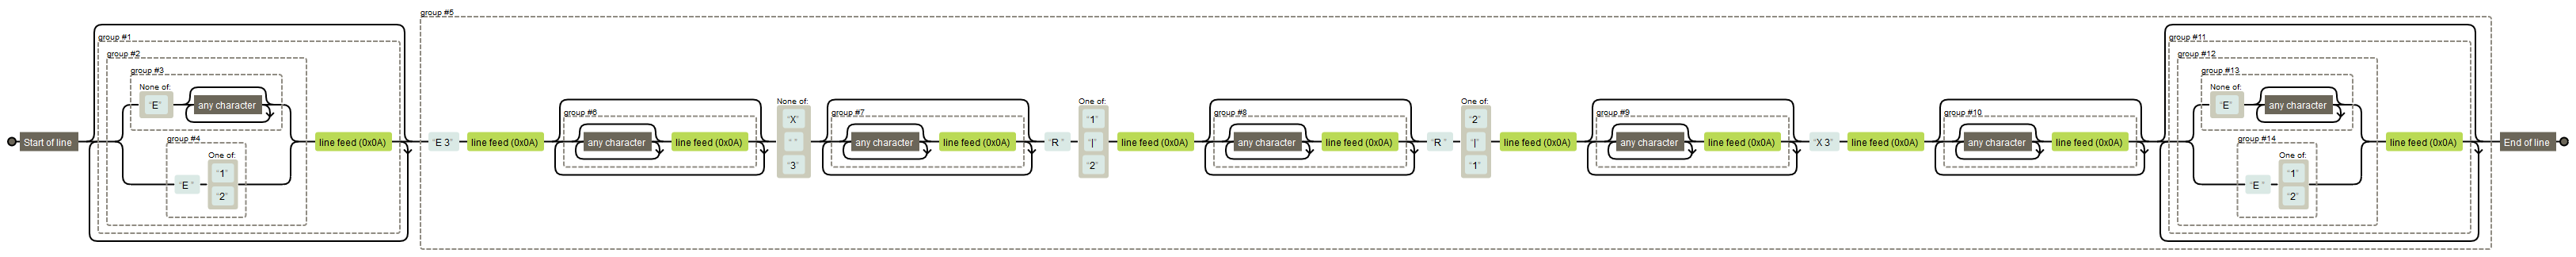 Start of line
group #1
group #2
group #3
None of:
“E”
any character
group #4
“E ”
One of:
“1”
“2”
line feed (0x0A)
group #5
“E 3”
line feed (0x0A)
group #6
any character
line feed (0x0A)
None of:
“X”
“ ”
“3”
group #7
any character
line feed (0x0A)
“R ”
One of:
“1”
“|”
“2”
line feed (0x0A)
group #8
any character
line feed (0x0A)
“R ”
One of:
“2”
“|”
“1”
line feed (0x0A)
group #9
any character
line feed (0x0A)
“X 3”
line feed (0x0A)
group #10
any character
line feed (0x0A)
group #11
group #12
group #13
None of:
“E”
any character
group #14
“E ”
One of:
“1”
“2”
line feed (0x0A)
End of line